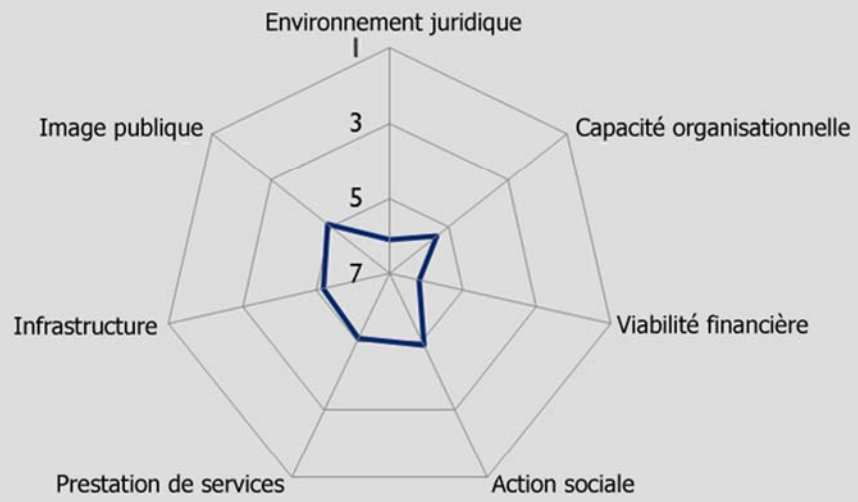 Environnement juridique
1
Image publique
3
Capacité organisationnelle
5
7
Infrastructure
Viabilité financière
Prestation de services
Action sociale